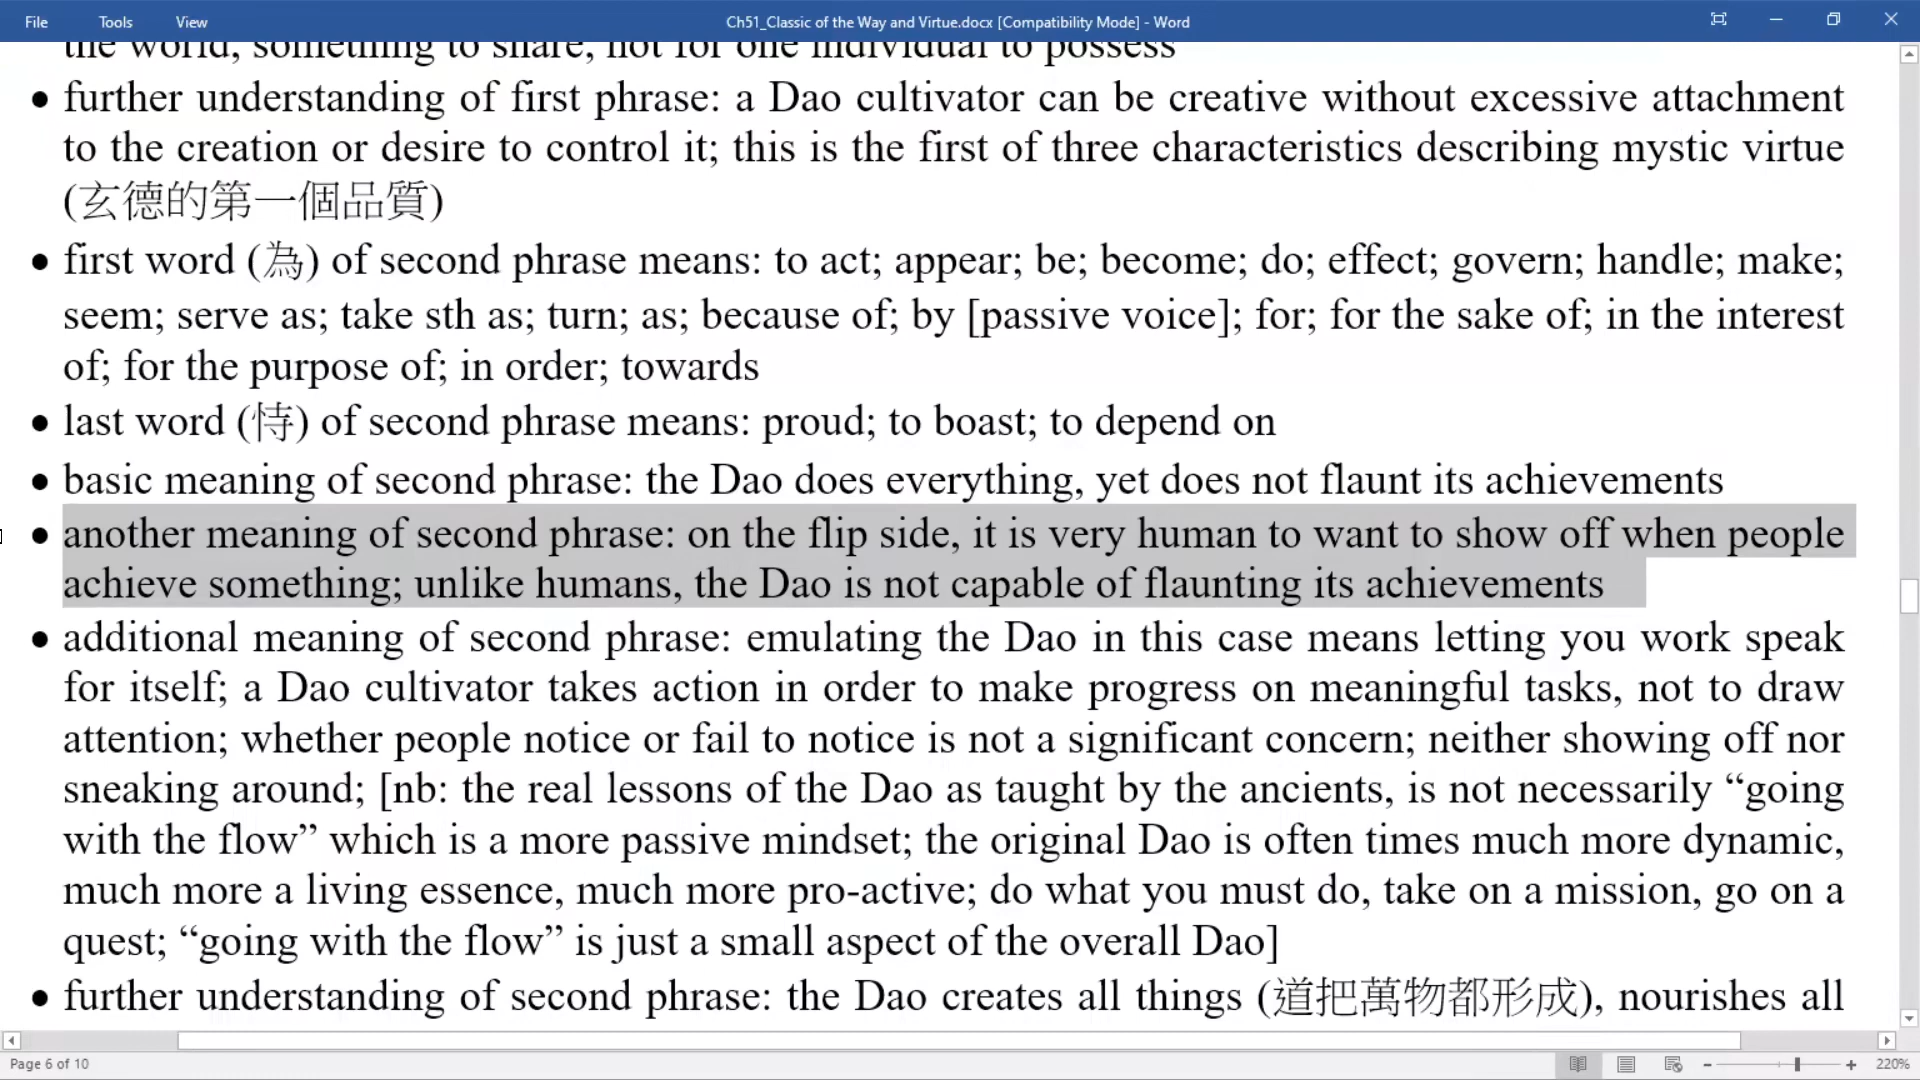 File Tools View Ch51_Classic of the Way and Virtue.docx [Compatibility Mode] - Word
the world, something to share, not for one individual to possess
● further understanding of first phrase: a Dao cultivator can be creative without excessive attachment
to the creation or desire to control it; this is the first of three characteristics describing mystic virtue
(玄德的第一個品質)
● first word (為) of second phrase means: to act; appear; be; become; do; effect; govern; handle; make;
seem; serve as; take sth as; turn; as; because of; by [passive voice]; for; for the sake of; in the interest
of; for the purpose of; in order; towards
● last word (恃) of second phrase means: proud; to boast; to depend on
● basic meaning of second phrase: the Dao does everything, yet does not flaunt its achievements
● another meaning of second phrase: on the flip side, it is very human to want to show off when people
achieve something; unlike humans, the Dao is not capable of flaunting its achievements
● additional meaning of second phrase: emulating the Dao in this case means letting you work speak
for itself; a Dao cultivator takes action in order to make progress on meaningful tasks, not to draw
attention; whether people notice or fail to notice is not a significant concern; neither showing off nor
sneaking around; [nb: the real lessons of the Dao as taught by the ancients, is not necessarily “going
with the flow” which is a more passive mindset; the original Dao is often times much more dynamic,
much more a living essence, much more pro-active; do what you must do, take on a mission, go on a
quest; “going with the flow” is just a small aspect of the overall Dao]
● further understanding of second phrase: the Dao creates all things (道把萬物都形成), nourishes all
Page 6 of 10 220%